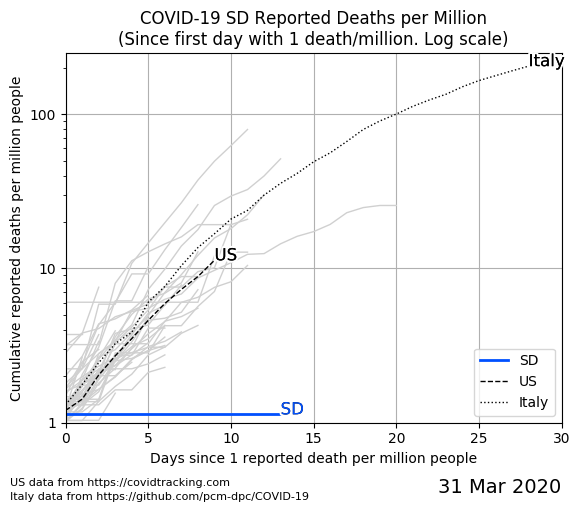 COVID-19 SD Reported Deaths per Million
(Since first day with 1 death/million. Log scale)
Cumulative reported deaths per million people
100
10
1
Italy
US
SD
SD
US
Italy
0 5 10 15 20 25 30
Days since 1 reported death per million people
US data from https://covidtracking.com
Italy data from https://github.com/pcm-dpc/COVID-19
31 Mar 2020